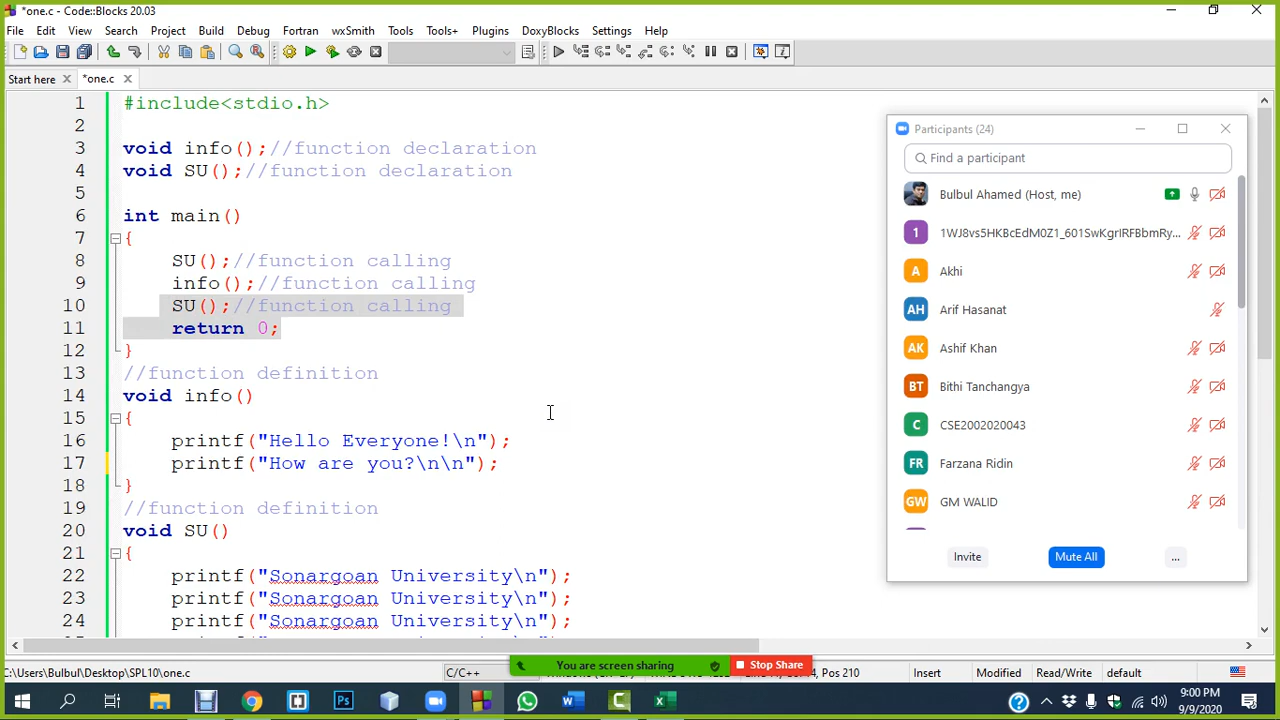 *one.c - Code::Blocks 20.03
File Edit View Search Project Build Debug Fortran wxSmith Tools Tools+ Plugins DoxyBlocks Settings Help
Start here
*one.c
1 #include<stdio.h>
2
3 void info();//function declaration
4 void SU();//function declaration
5
6 int main()
7 {
8 SU();//function calling
9 info();//function calling
10 SU();//function calling
11 return 0;
12 }
13 //function definition
14 void info()
15 {
16 printf("Hello Everyone!\n");
17 printf("How are you?\n\n");
18 }
19 //function definition
20 void SU()
21 {
22 printf("Sonargoan University\n");
23 printf("Sonargoan University\n");
24 printf("Sonargoan University\n");
Participants (24)
Find a participant
Bulbul Ahamed (Host, me)
1 1WJ8vs5HKBcEdM0Z1_601SwKgrIRFBbmRy...
A Akhi
AH Arif Hasanat
AK Ashif Khan
BT Bithi Tanchangya
C CSE2002020043
FR Farzana Ridin
GW GM WALID
Invite
Mute All
...
C:\Users\Bulbul\Desktop\SPL10\one.c C/C++ Pos 210 Insert Modified Read/Write default
You are screen sharing
Stop Share
9:00 PM
9/9/2020